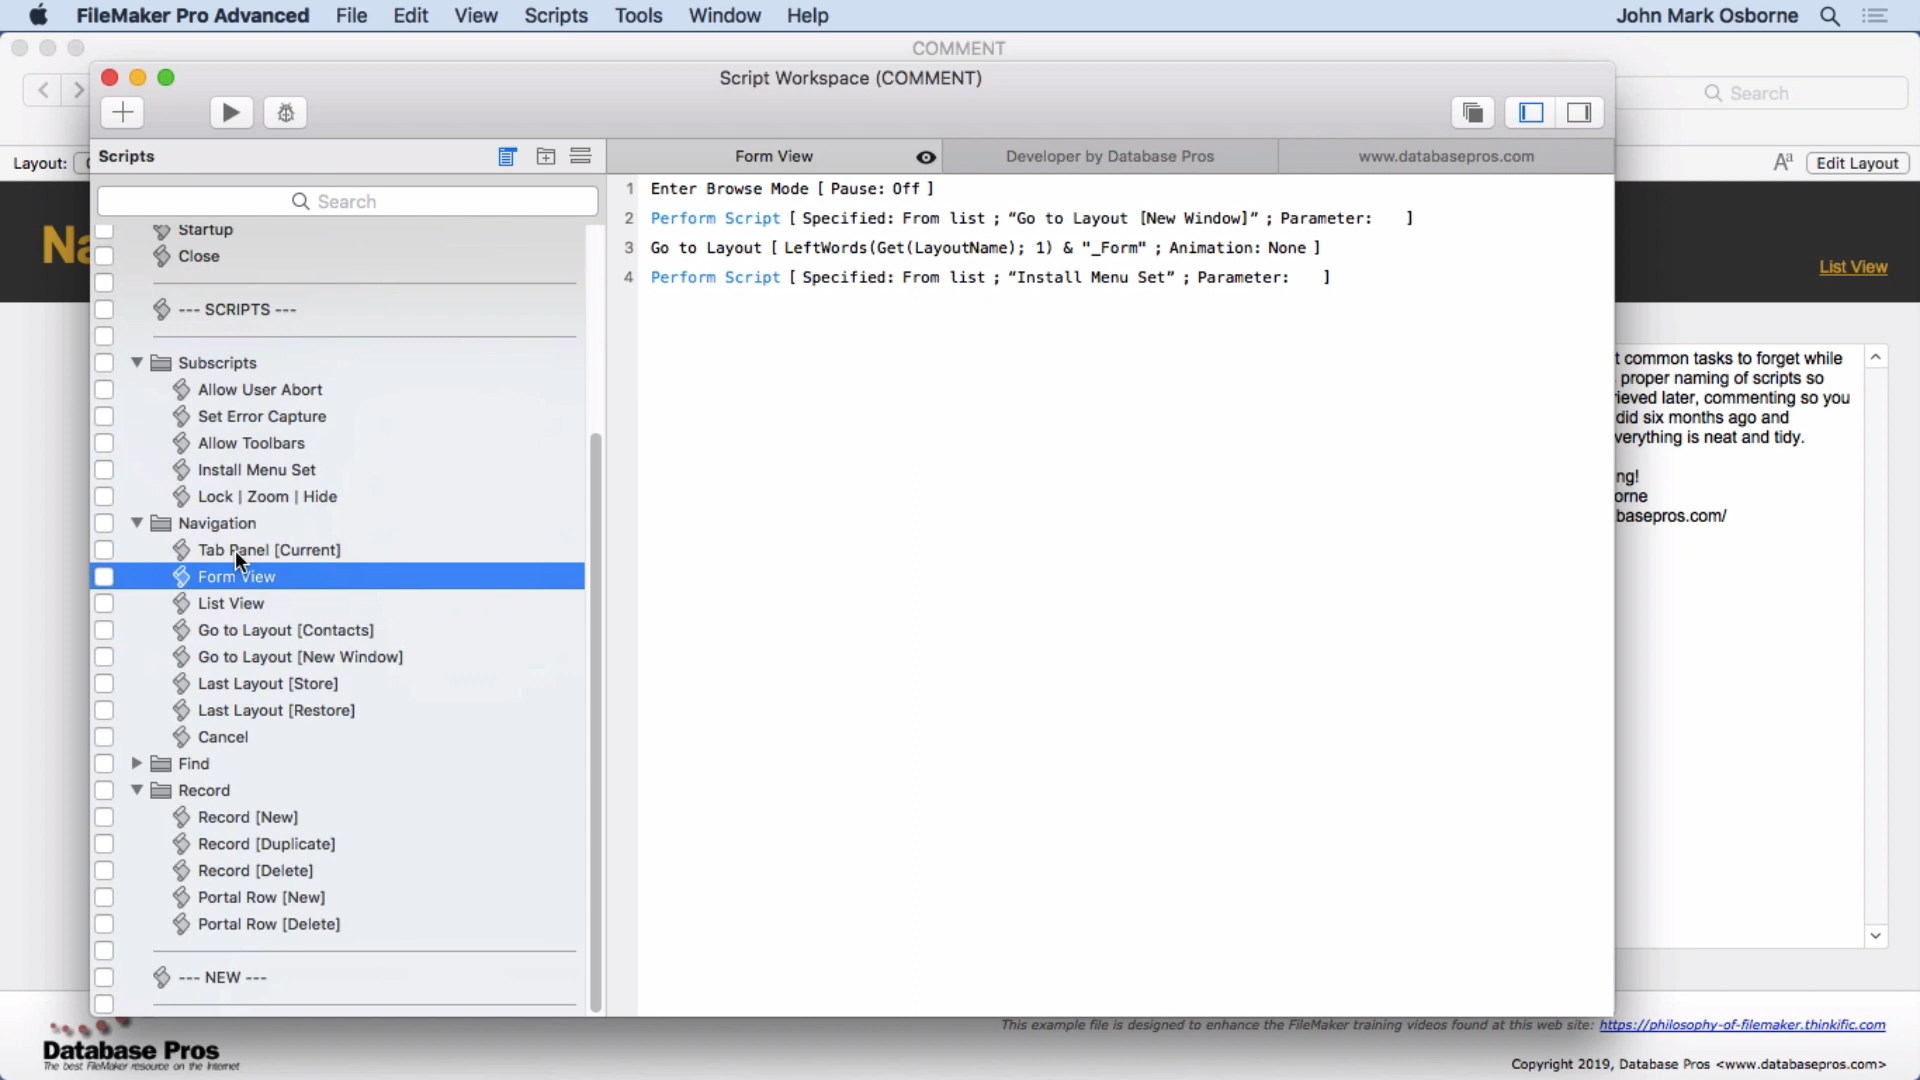 FileMaker Pro Advanced File Edit View Scripts Tools Window Help John Mark Osborne
COMMENT
Script Workspace (COMMENT)
Search
Layout:
Edit Layout
Scripts
Form View
Developer by Database Pros
www.databasepros.com
Search
Startup
Close
--- SCRIPTS ---
Subscripts
Allow User Abort
Set Error Capture
Allow Toolbars
Install Menu Set
Lock | Zoom | Hide
Navigation
Tab Panel [Current]
Form View
List View
Go to Layout [Contacts]
Go to Layout [New Window]
Last Layout [Store]
Last Layout [Restore]
Cancel
Find
Record
Record [New]
Record [Duplicate]
Record [Delete]
Portal Row [New]
Portal Row [Delete]
--- NEW ---
1 Enter Browse Mode [ Pause: Off ]
2 Perform Script [ Specified: From list ; “Go to Layout [New Window]” ; Parameter: ]
3 Go to Layout [ LeftWords(Get(LayoutName); 1) & "_Form" ; Animation: None ]
4 Perform Script [ Specified: From list ; “Install Menu Set” ; Parameter: ]
Na
List View
t common tasks to forget while
proper naming of scripts so
ieved later, commenting so you
did six months ago and
verything is neat and tidy.
ng!
orne
basepros.com/
This example file is designed to enhance the FileMaker training videos found at this web site: https://philosophy-of-filemaker.thinkific.com
Database Pros
The best FileMaker resource on the Internet
Copyright 2019, Database Pros <www.databasepros.com>